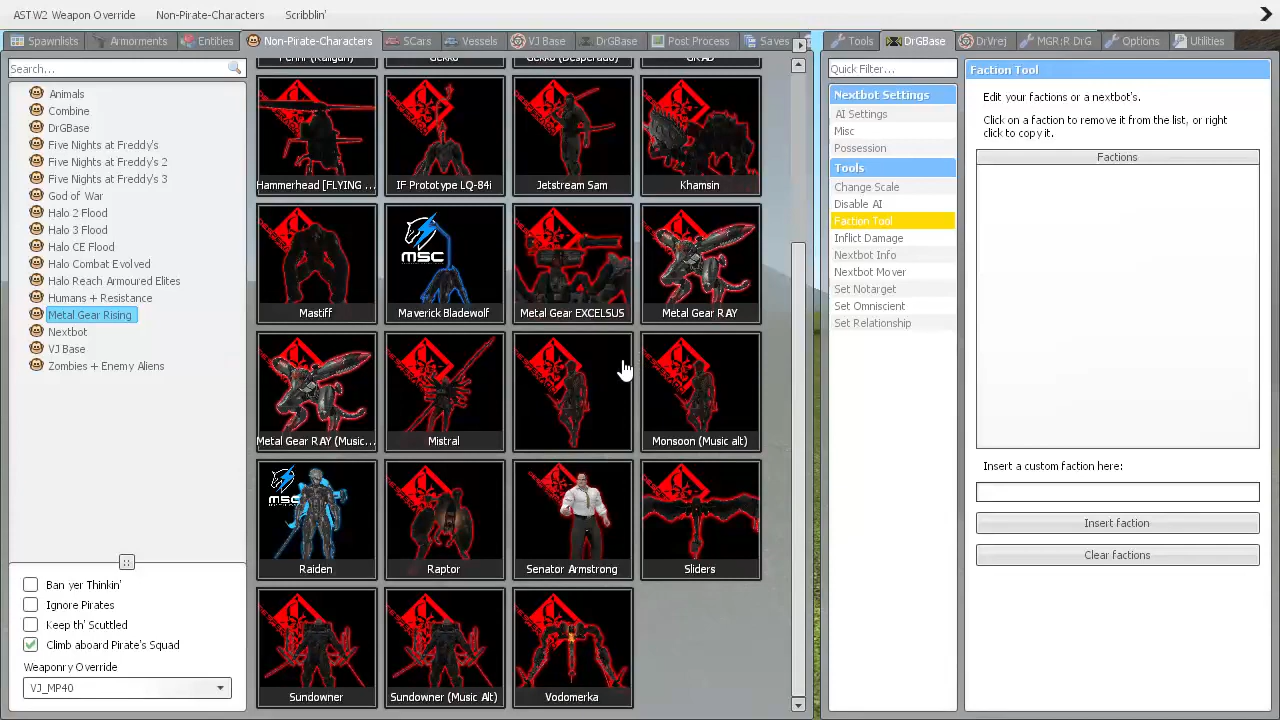 ASTW2 Weapon Override Non-Pirate-Characters Scribblin'
Spawnlists Armorments Entities Non-Pirate-Characters SCars Vessels VJ Base DrGBase Post Process Saves
Tools DrGBase DrVrej MGR:R DrG Options Utilities
Search...
Animals
Combine
DrGBase
Five Nights at Freddy's
Five Nights at Freddy's 2
Five Nights at Freddy's 3
God of War
Halo 2 Flood
Halo 3 Flood
Halo CE Flood
Halo Combat Evolved
Halo Reach Armoured Elites
Humans + Resistance
Metal Gear Rising
Nextbot
VJ Base
Zombies + Enemy Aliens
Ban yer Thinkin'
Ignore Pirates
Keep th' Scuttled
Climb aboard Pirate's Squad
Weaponry Override
VJ_MP40
Hammerhead [FLYING ... IF Prototype LQ-84i Jetstream Sam Khamsin
MSC
Mastiff Maverick Bladewolf Metal Gear EXCELSUS Metal Gear RAY
Metal Gear RAY (Music... Mistral Monsoon (Music alt)
MSC
Raiden Raptor Senator Armstrong Sliders
Sundowner Sundowner (Music Alt) Vodomerka
Quick Filter...
Nextbot Settings
AI Settings
Misc
Possession
Tools
Change Scale
Disable AI
Faction Tool
Inflict Damage
Nextbot Info
Nextbot Mover
Set Notarget
Set Omniscient
Set Relationship
Faction Tool
Edit your factions or a nextbot's.
Click on a faction to remove it from the list, or right
click to copy it.
Factions
Insert a custom faction here:
Insert faction
Clear factions